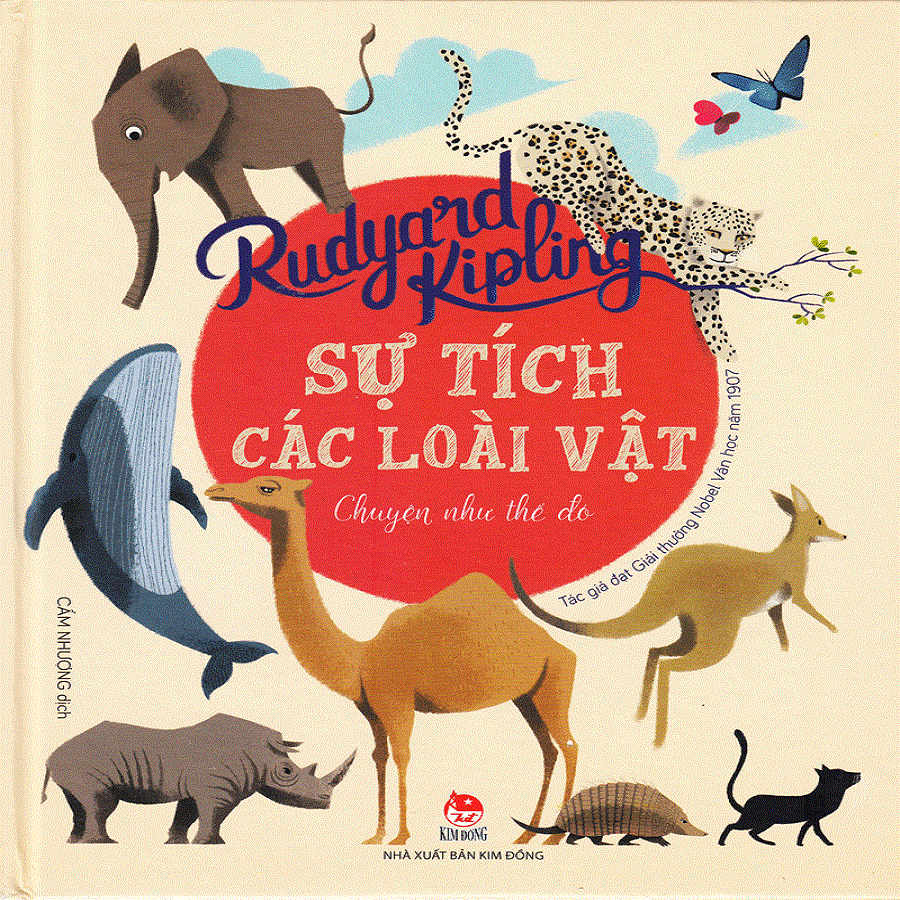 Rudyard
Kipling
SỰ TÍCH
CÁC LOÀI VẬT
Chuyện như thế đó
Tác giả đạt Giải thưởng Nobel Văn học năm 1907
CẨM NHƯỢNG dịch
KIM ĐỒNG
NHÀ XUẤT BẢN KIM ĐỒNG